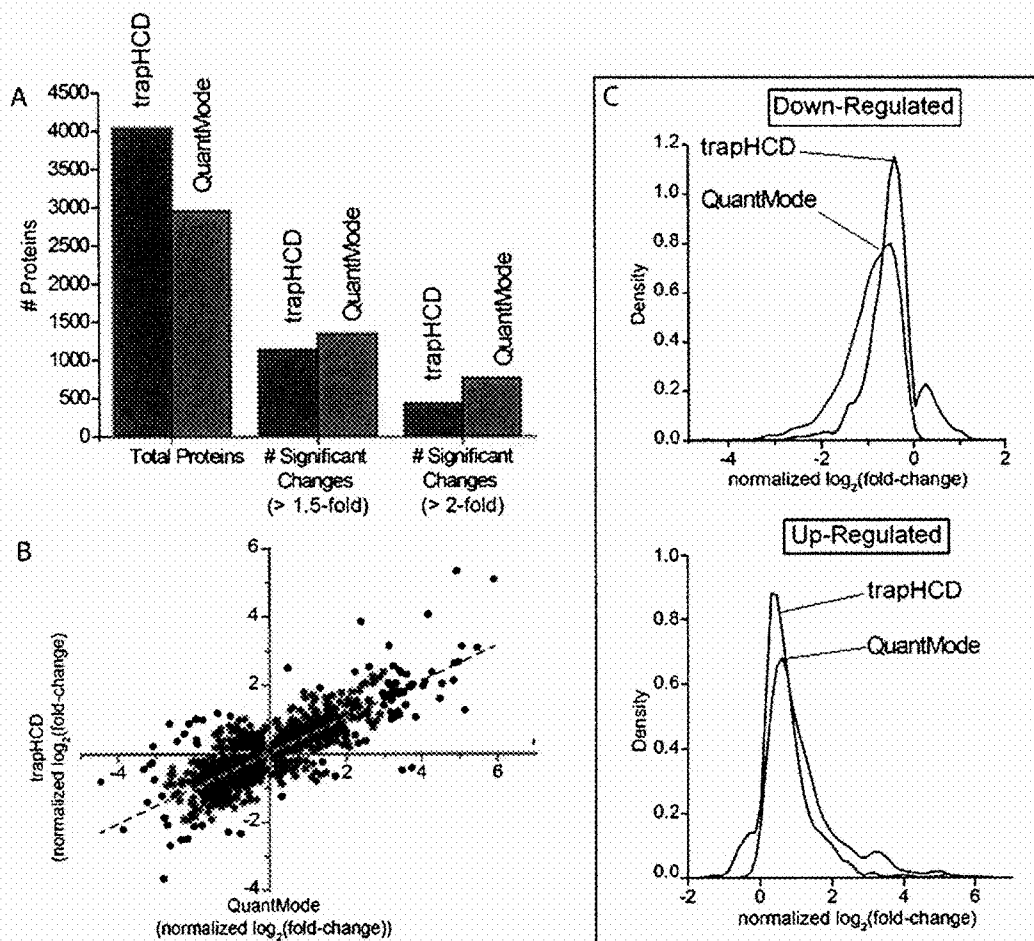 A
trapHCD
QuantMode
trapHCD
QuantMode
trapHCD
QuantMode
# Proteins
4500
4000
3500
3000
2500
2000
1500
1000
500
0
Total Proteins
# Significant
Changes
(> 1.5-fold)
# Significant
Changes
(> 2-fold)
B
trapHCD
(normalized log2(fold-change)
6
4
2
-2
-4
-4
-2
2
4
6
QuantMode
(normalized log2(fold-change))
C
Down-Regulated
trapHCD
QuantMode
Density
1.2
1.0
0.8
0.6
0.4
0.2
0.0
-4
-2
0
2
normalized log2(fold-change)
Up-Regulated
trapHCD
QuantMode
Density
1.0
0.8
0.6
0.4
0.2
0.0
-2
0
2
4
6
normalized log2(fold-change)